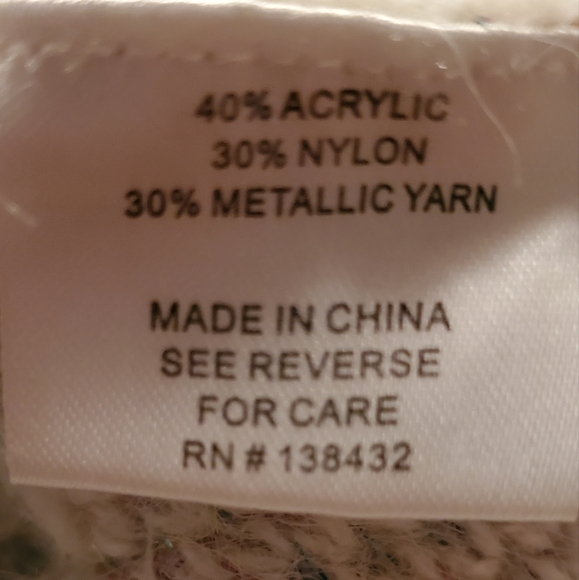 40% ACRYLIC
30% NYLON
30% METALLIC YARN
MADE IN CHINA
SEE REVERSE
FOR CARE
RN # 138432